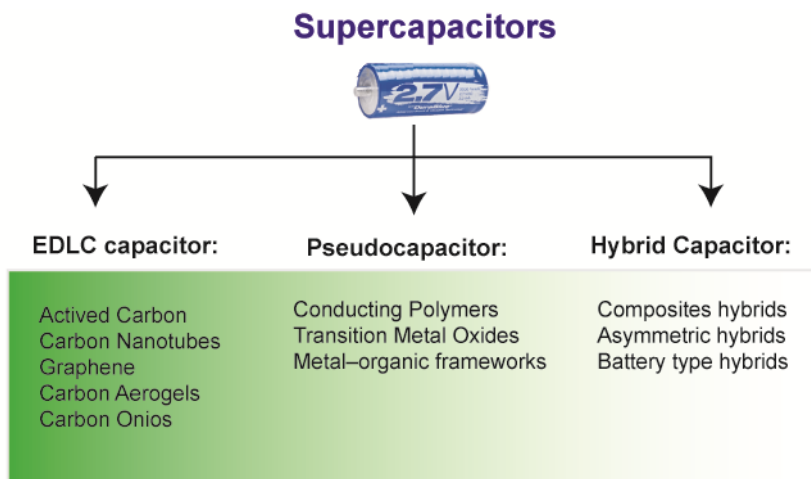 Supercapacitors
2.7V
EDLC capacitor:
Actived Carbon
Carbon Nanotubes
Graphene
Carbon Aerogels
Carbon Onios
Pseudocapacitor:
Conducting Polymers
Transition Metal Oxides
Metal–organic frameworks
Hybrid Capacitor:
Composites hybrids
Asymmetric hybrids
Battery type hybrids